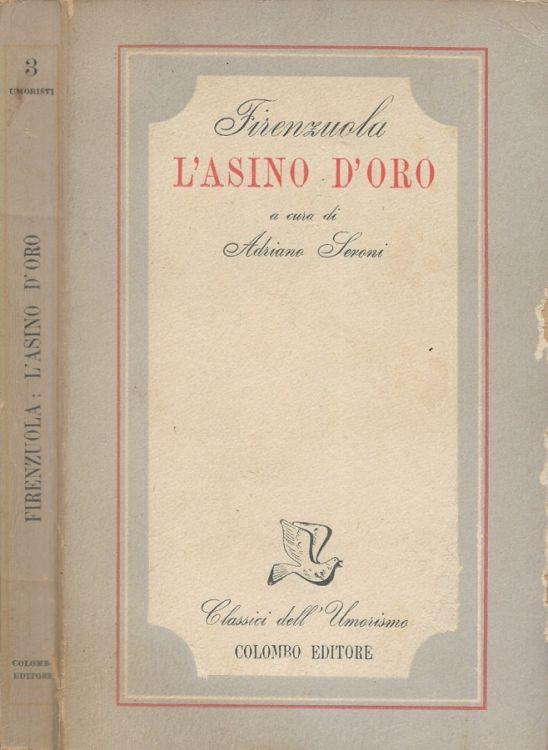 3
UMORISTI
FIRENZUOLA: L'ASINO D'ORO
COLOMBO
EDITORE
Firenzuola
L'ASINO D'ORO
a cura di
Adriano Seroni
Classici dell'Umorismo
COLOMBO EDITORE